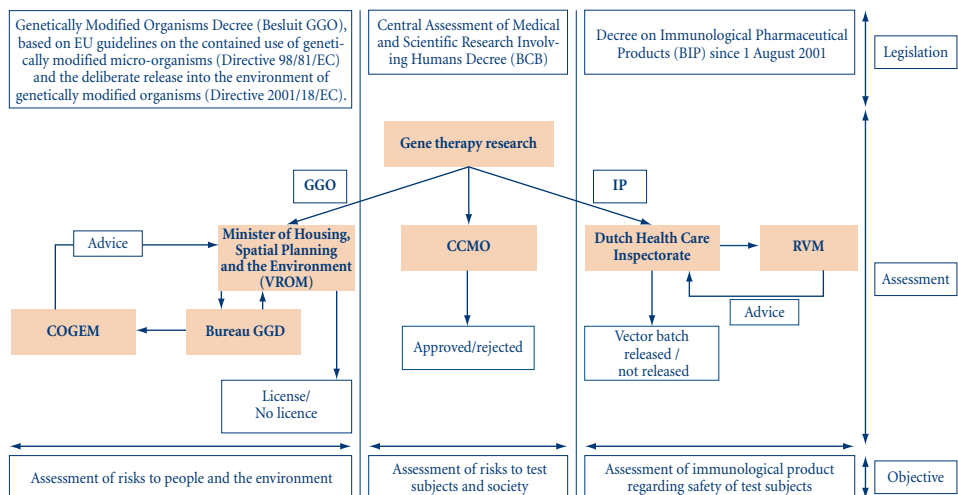 Genetically Modified Organisms Decree (Besluit GGO),
based on EU guidelines on the contained use of geneti-
cally modified micro-organisms (Directive 98/81/EC)
and the deliberate release into the environment of
genetically modified organisms (Directive 2001/18/EC).
Central Assessment of Medical
and Scientific Research Involv-
ing Humans Decree (BCB)
Decree on Immunological Pharmaceutical
Products (BIP) since 1 August 2001
Legislation
Gene therapy research
GGO
IP
Advice
Minister of Housing,
Spatial Planning
and the Environment
(VROM)
CCMO
Dutch Health Care
Inspectorate
RVM
Assessment
COGEM
Bureau GGD
Advice
Approved/rejected
Vector batch
released /
not released
License/
No licence
Assessment of risks to people and the environment
Assessment of risks to test
subjects and society
Assessment of immunological product
regarding safety of test subjects
Objective